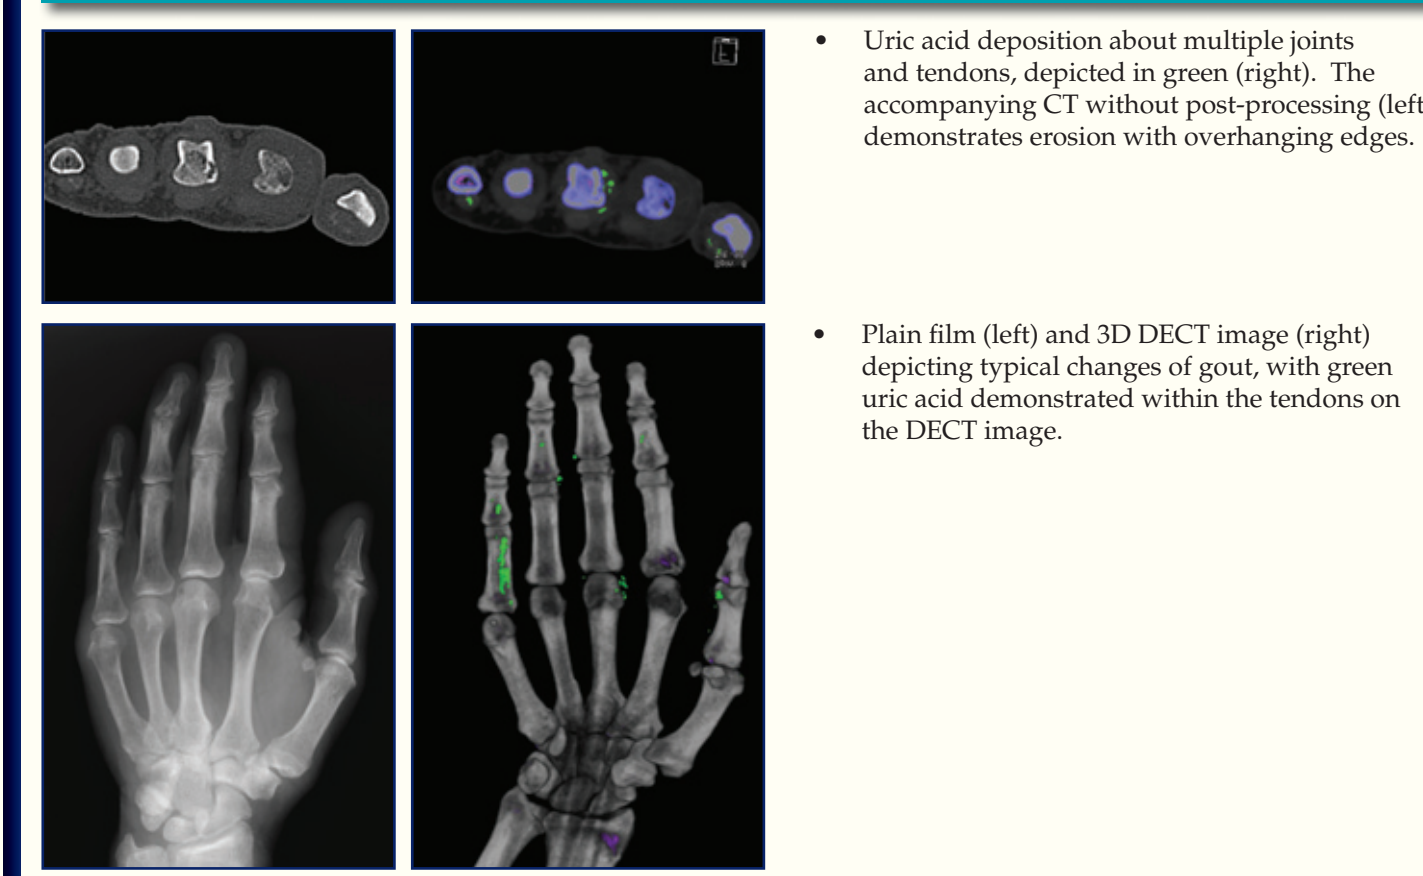 • Uric acid deposition about multiple joints
and tendons, depicted in green (right). The
accompanying CT without post-processing (left
demonstrates erosion with overhanging edges.
• Plain film (left) and 3D DECT image (right)
depicting typical changes of gout, with green
uric acid demonstrated within the tendons on
the DECT image.